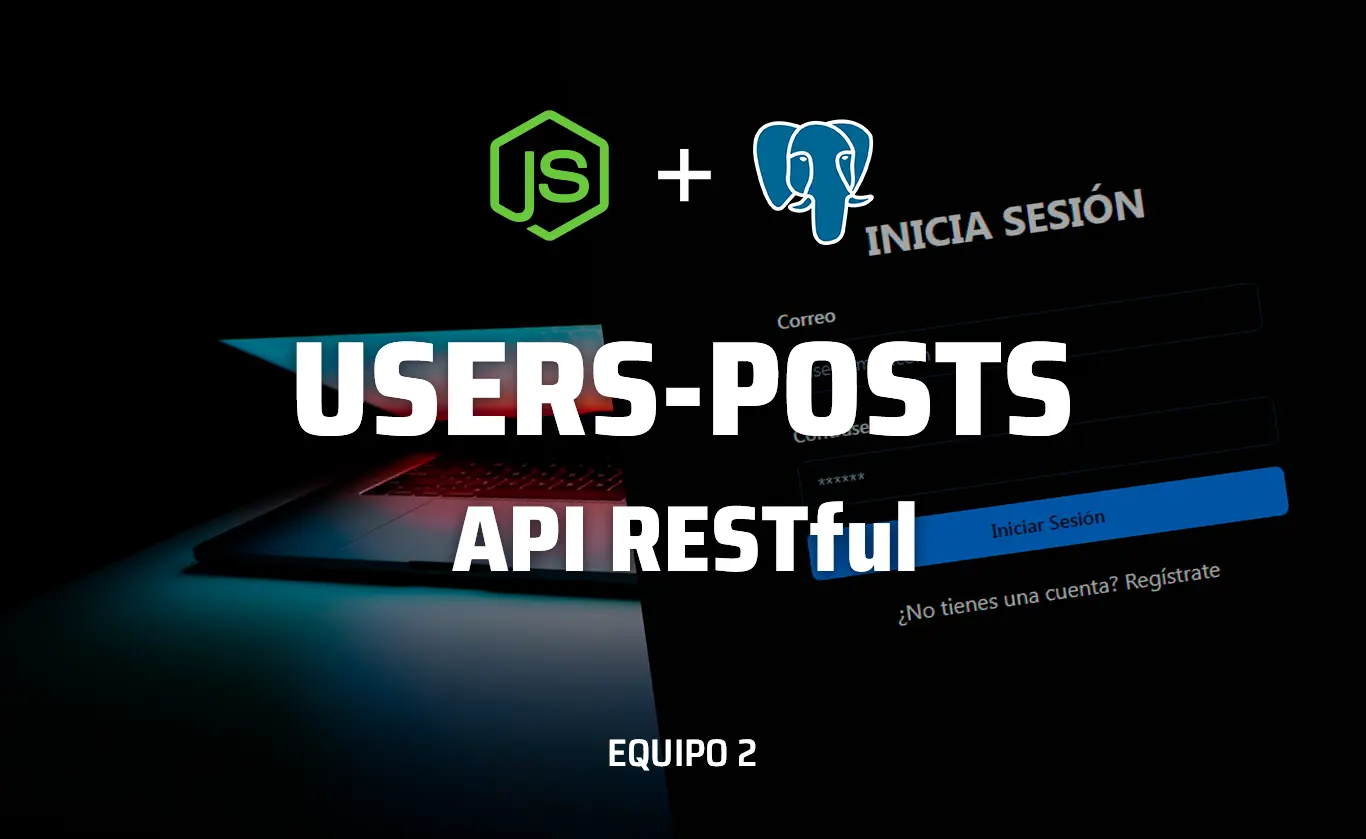 JS
+
INICIA SESIÓN
Correo
USERS-POSTS
******
API RESTful
Iniciar Sesión
¿No tienes una cuenta? Regístrate
EQUIPO 2